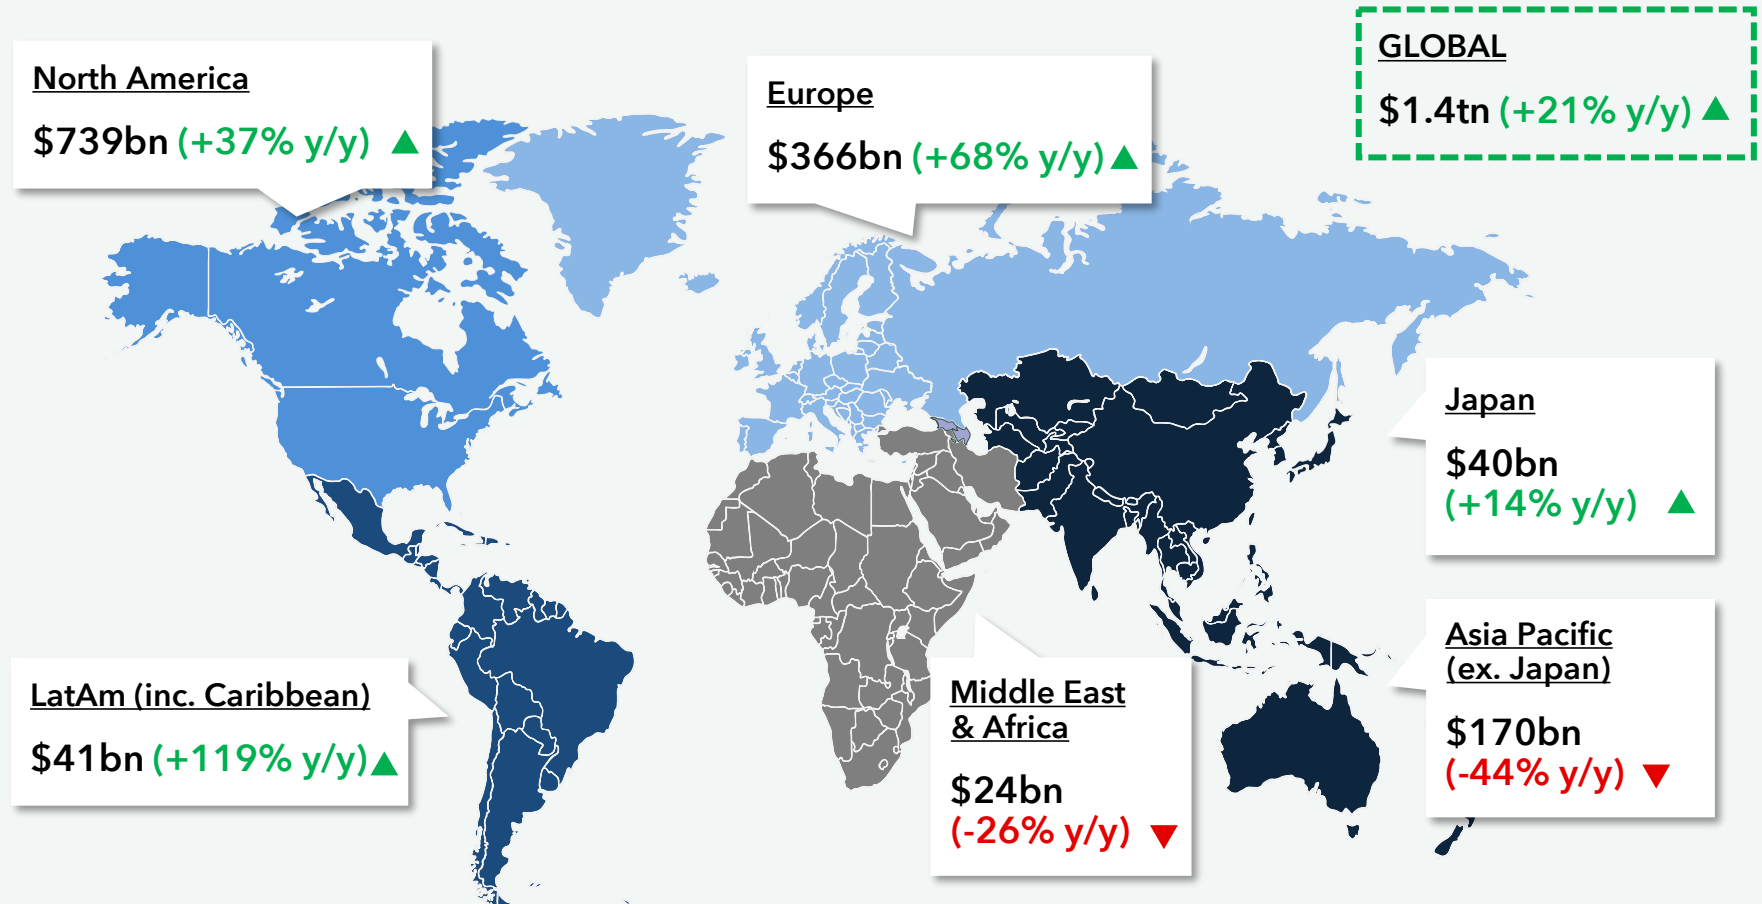 North America
$739bn (+37% y/y) ▲
Europe
$366bn (+68% y/y) ▲
GLOBAL
$1.4tn (+21% y/y) ▲
Japan
$40bn
(+14% y/y) ▲
LatAm (inc. Caribbean)
$41bn (+119% y/y) ▲
Middle East
& Africa
$24bn
(-26% y/y) ▼
Asia Pacific
(ex. Japan)
$170bn
(-44% y/y) ▼